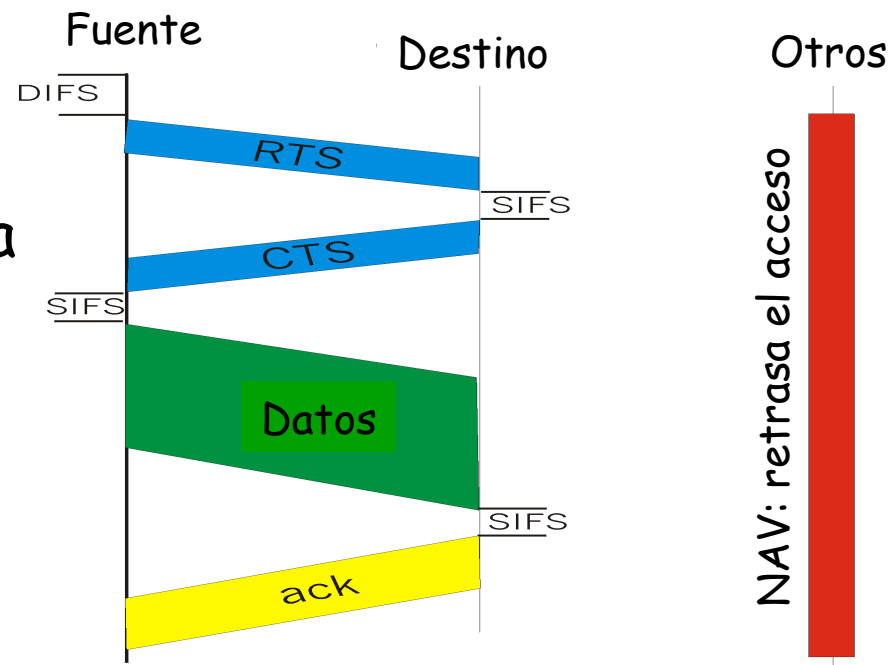 Fuente
Destino
Otros
DIFS
RTS
SIFS
a
CTS
SIFS
Datos
SIFS
ack
NAV: retrasa el acceso